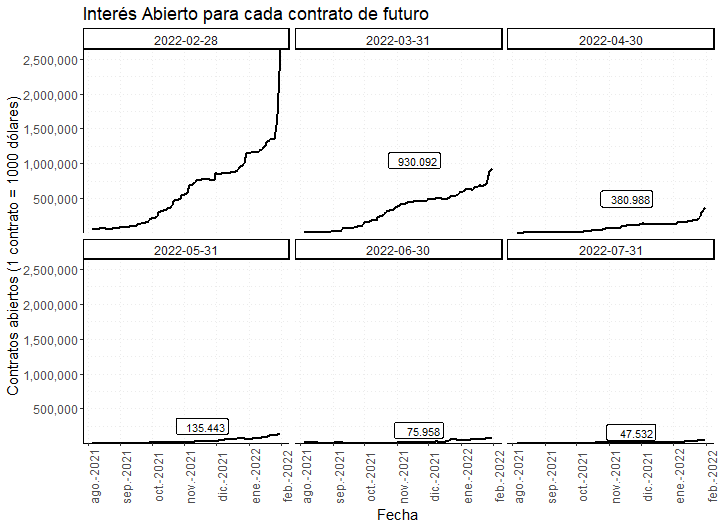 Interés Abierto para cada contrato de futuro
2022-02-28 2022-03-31 2022-04-30
2,500,000
2,000,000
1,500,000
1,000,000
500,000
930.092
380.988
2022-05-31 2022-06-30 2022-07-31
2,500,000
2,000,000
1,500,000
1,000,000
500,000
135.443
75.958
47.532
ago.-2021 sep.-2021 oct.-2021 nov.-2021 dic.-2021 ene.-2022 feb.-2022
ago.-2021 sep.-2021 oct.-2021 nov.-2021 dic.-2021 ene.-2022 feb.-2022
ago.-2021 sep.-2021 oct.-2021 nov.-2021 dic.-2021 ene.-2022 feb.-2022
Fecha
Contratos abiertos (1 contrato = 1000 dólares)